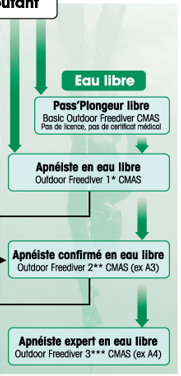 Eau libre
Pass'Plongeur libre
Basic Outdoor Freediver CMAS
Pas de licence, pas de certificat médical
Apnéiste en eau libre
Outdoor Freediver 1* CMAS
Apnéiste confirmé en eau libre
Outdoor Freediver 2** CMAS (ex A3)
Apnéiste expert en eau libre
Outdoor Freediver 3*** CMAS (ex A4)